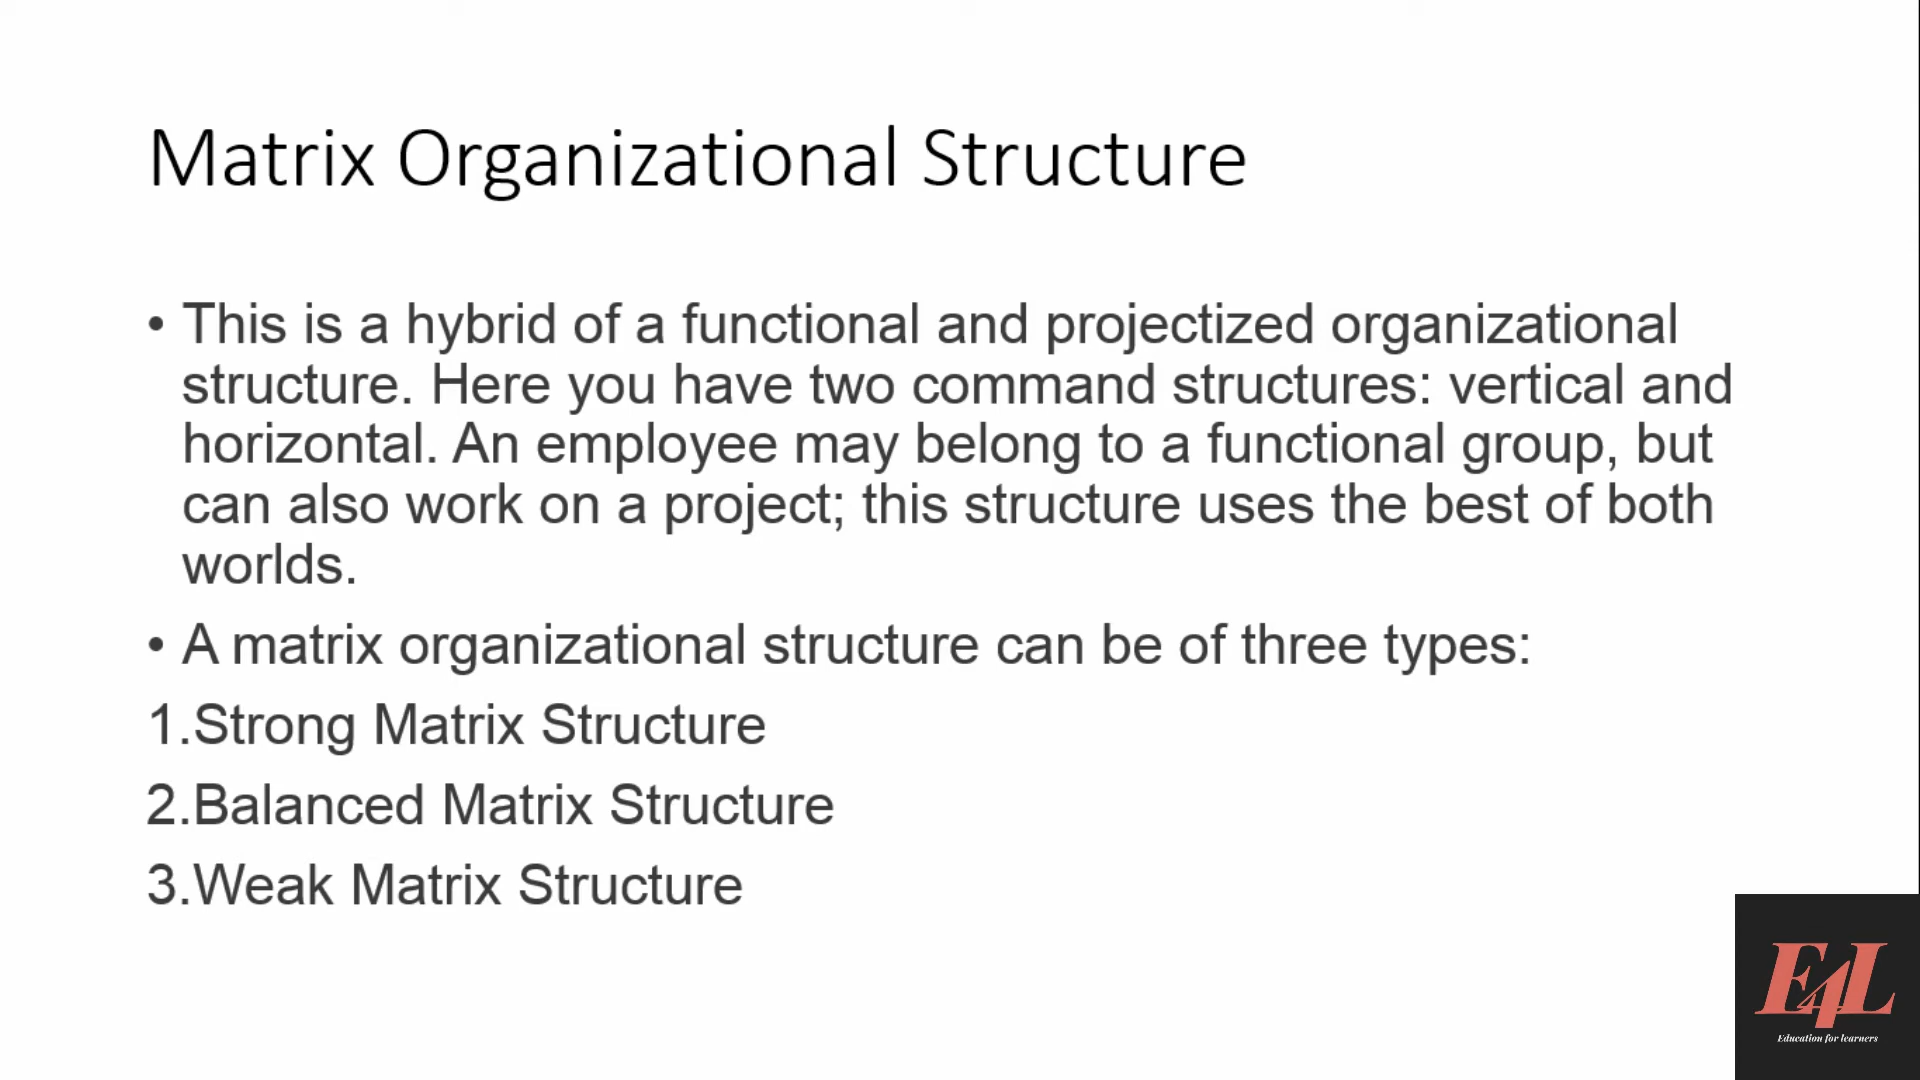 Matrix Organizational Structure
• This is a hybrid of a functional and projectized organizational
structure. Here you have two command structures: vertical and
horizontal. An employee may belong to a functional group, but
can also work on a project; this structure uses the best of both
worlds.
• A matrix organizational structure can be of three types:
1.Strong Matrix Structure
2.Balanced Matrix Structure
3.Weak Matrix Structure
E4L
Education for learners